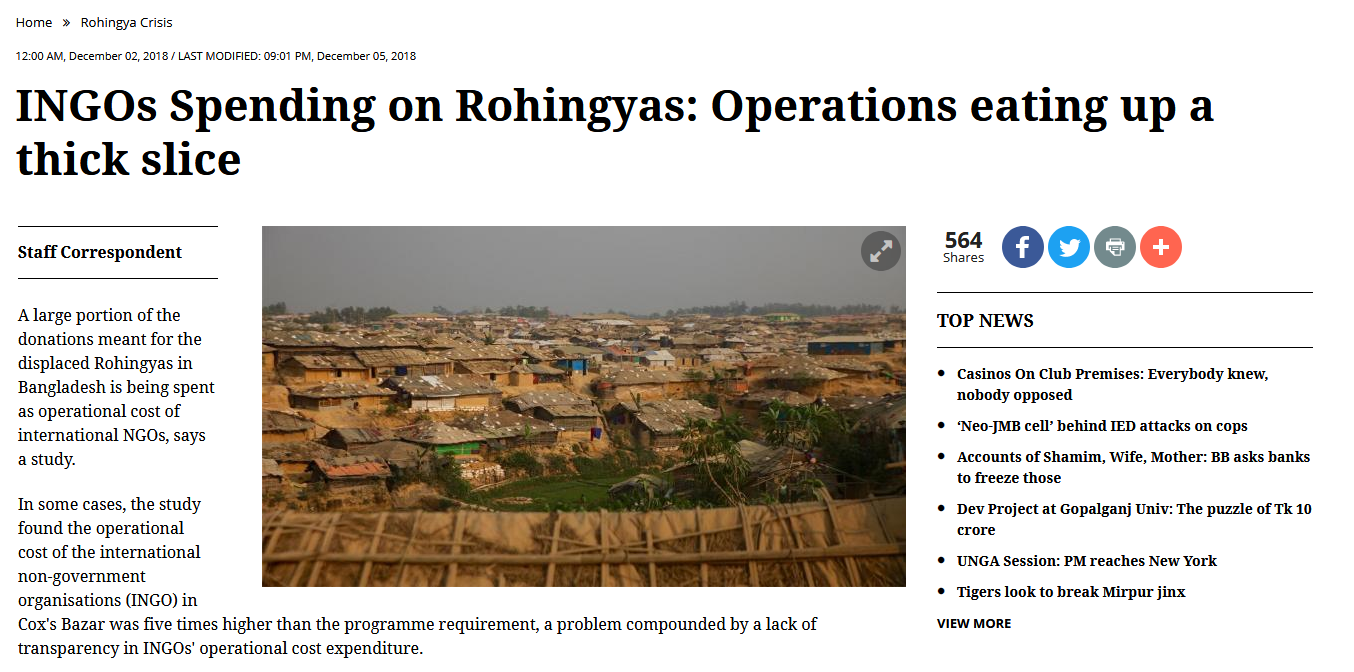 Home » Rohingya Crisis
12:00 AM, December 02, 2018 / LAST MODIFIED: 09:01 PM, December 05, 2018
INGOs Spending on Rohingyas: Operations eating up a
thick slice
Staff Correspondent
A large portion of the
donations meant for the
displaced Rohingyas in
Bangladesh is being spent
as operational cost of
international NGOs, says
a study.
In some cases, the study
found the operational
cost of the international
non-government
organisations (INGO) in
Cox's Bazar was five times higher than the programme requirement, a problem compounded by a lack of
transparency in INGOs' operational cost expenditure.
564
Shares
TOP NEWS
Casinos On Club Premises: Everybody knew,
nobody opposed
‘Neo-JMB cell’ behind IED attacks on cops
Accounts of Shamim, Wife, Mother: BB asks banks
to freeze those
Dev Project at Gopalganj Univ: The puzzle of Tk 10
crore
UNGA Session: PM reaches New York
Tigers look to break Mirpur jinx
VIEW MORE